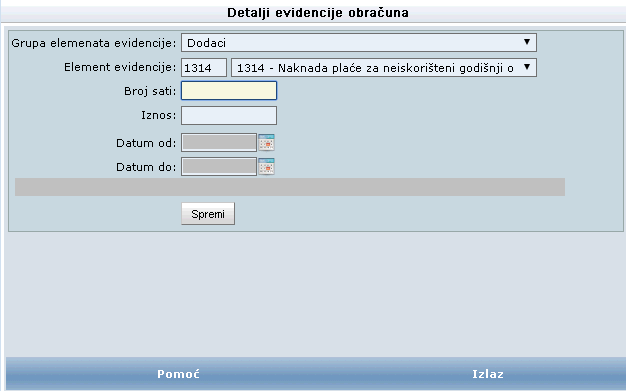 Detalji evidencije obračuna
Grupa elemenata evidencije: Dodaci
Element evidencije: 1314 1314 - Naknada plaće za neiskorišteni godišnji o
Broj sati:
Iznos:
Datum od:
Datum do:
Spremi
Pomoć Izlaz